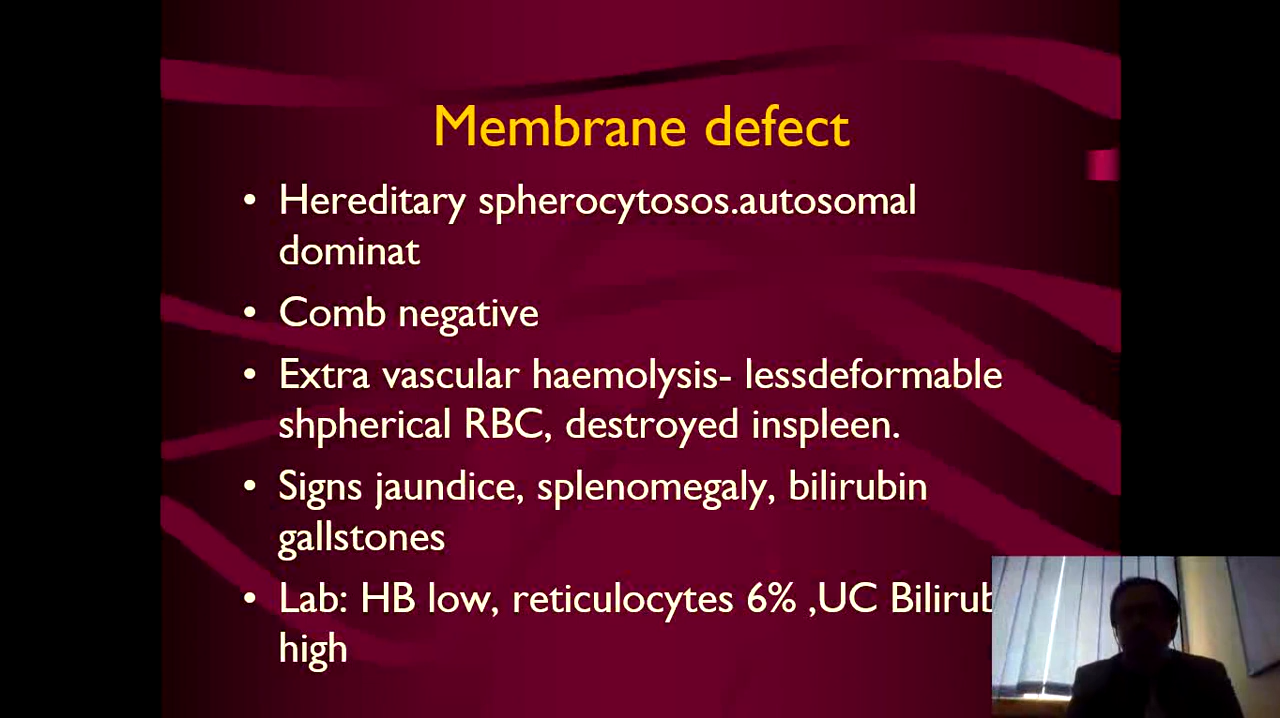 Membrane defect
• Hereditary spherocytosos.autosomal
dominat
• Comb negative
• Extra vascular haemolysis- lessdeformable
shpherical RBC, destroyed inspleen.
• Signs jaundice, splenomegaly, bilirubin
gallstones
• Lab: HB low, reticulocytes 6% ,UC Bilirub
high